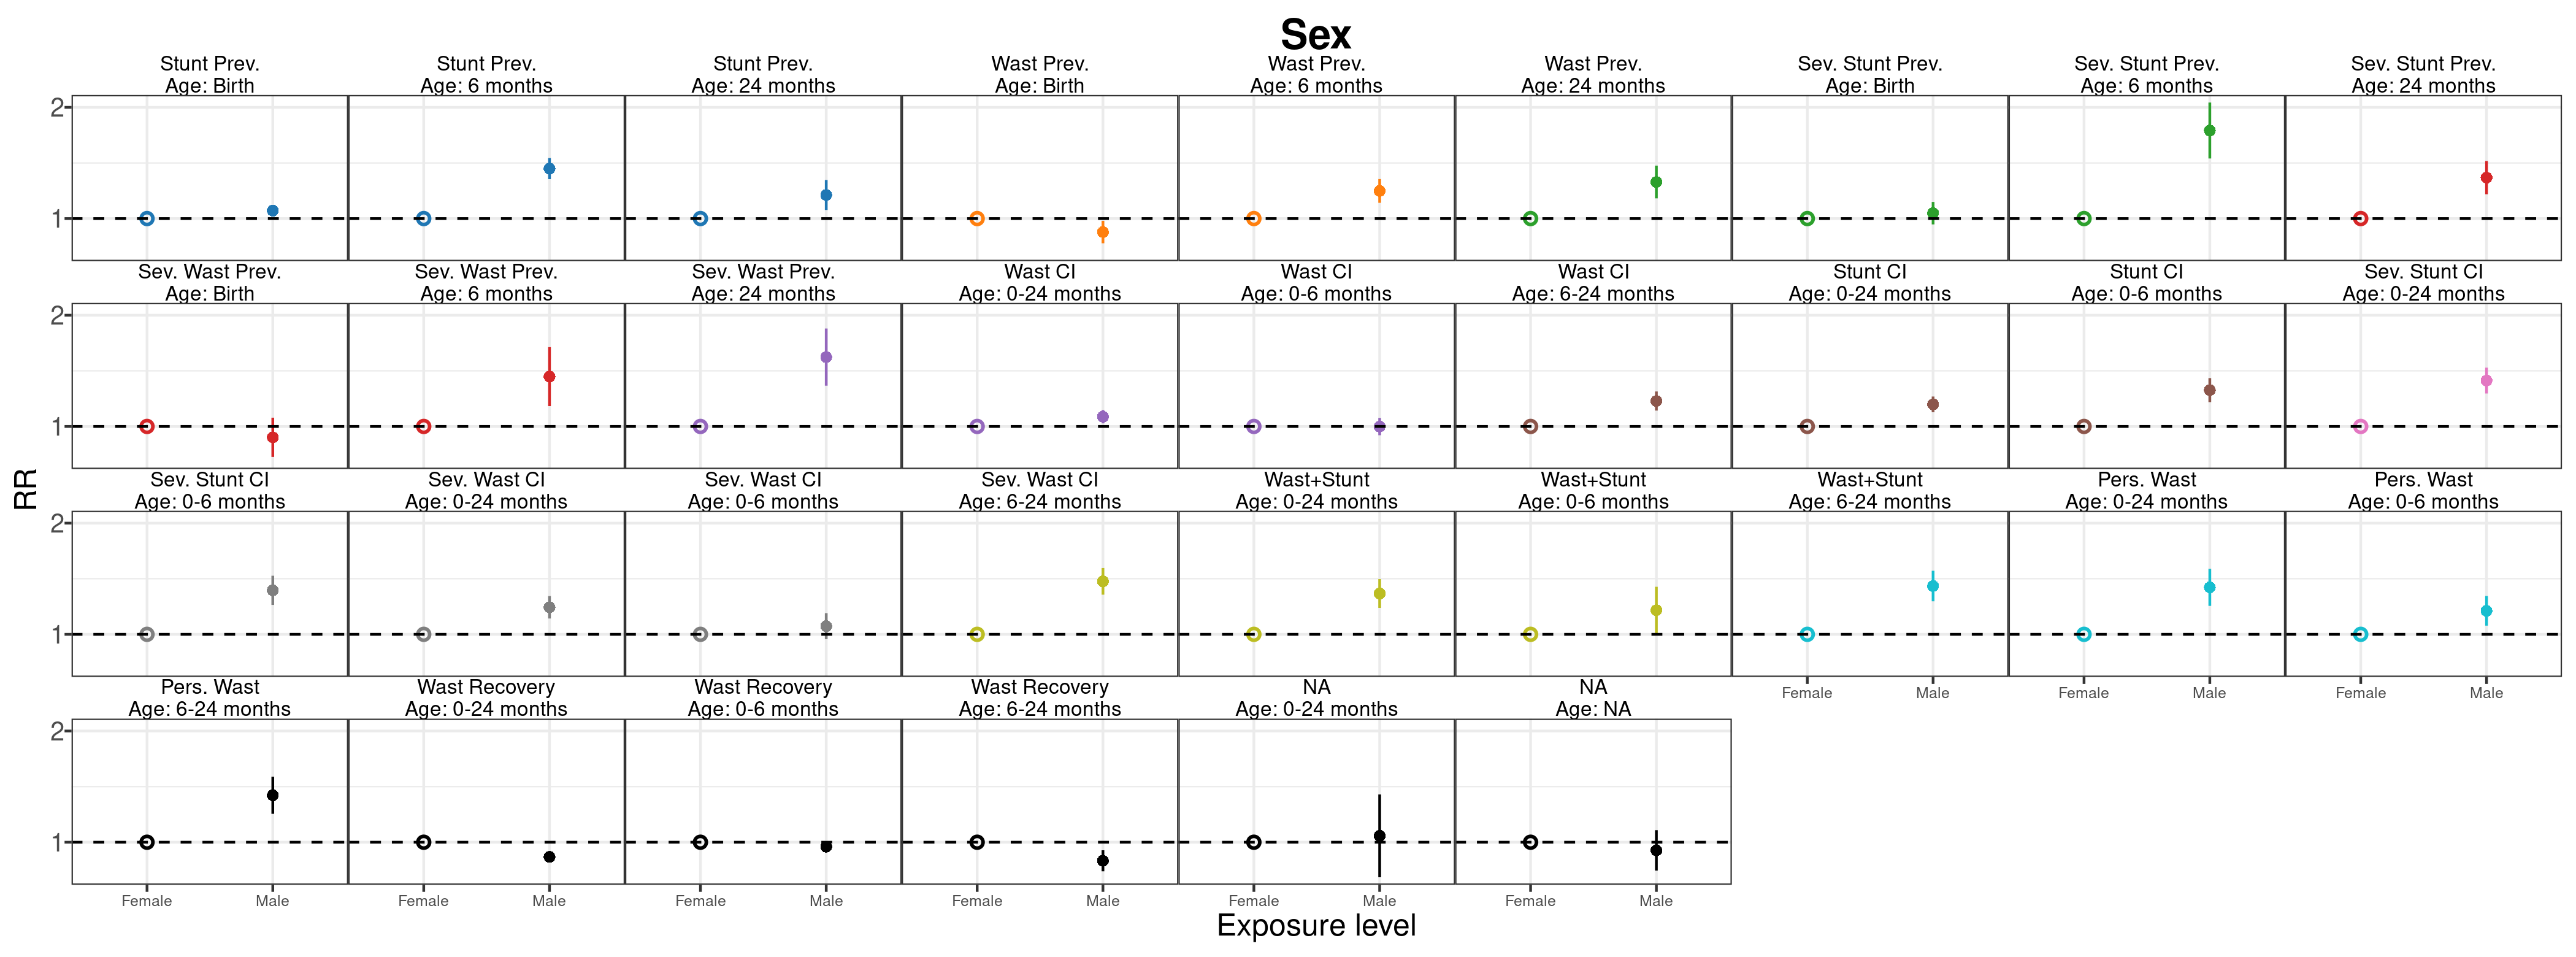 Sex
Stunt Prev. Stunt Prev. Stunt Prev. Wast Prev. Wast Prev. Wast Prev. Sev. Stunt Prev. Sev. Stunt Prev. Sev. Stunt Prev.
Age: Birth Age: 6 months Age: 24 months Age: Birth Age: 6 months Age: 24 months Age: Birth Age: 6 months Age: 24 months
2
1
Sev. Wast Prev. Sev. Wast Prev. Sev. Wast Prev. Wast CI Wast CI Wast CI Stunt CI Stunt CI Sev. Stunt CI
Age: Birth Age: 6 months Age: 24 months Age: 0-24 months Age: 0-6 months Age: 6-24 months Age: 0-24 months Age: 0-6 months Age: 0-24 months
2
1
RR
Sev. Stunt CI Sev. Wast CI Sev. Wast CI Sev. Wast CI Wast+Stunt Wast+Stunt Wast+Stunt Pers. Wast Pers. Wast
Age: 0-6 months Age: 0-24 months Age: 0-6 months Age: 6-24 months Age: 0-24 months Age: 0-6 months Age: 6-24 months Age: 0-24 months Age: 0-6 months
2
1
Female Male Female Male Female Male
Pers. Wast Wast Recovery Wast Recovery Wast Recovery NA NA
Age: 6-24 months Age: 0-24 months Age: 0-6 months Age: 6-24 months Age: 0-24 months Age: NA
2
1
Female Male Female Male Female Male Female Male Female Male Female Male
Exposure level